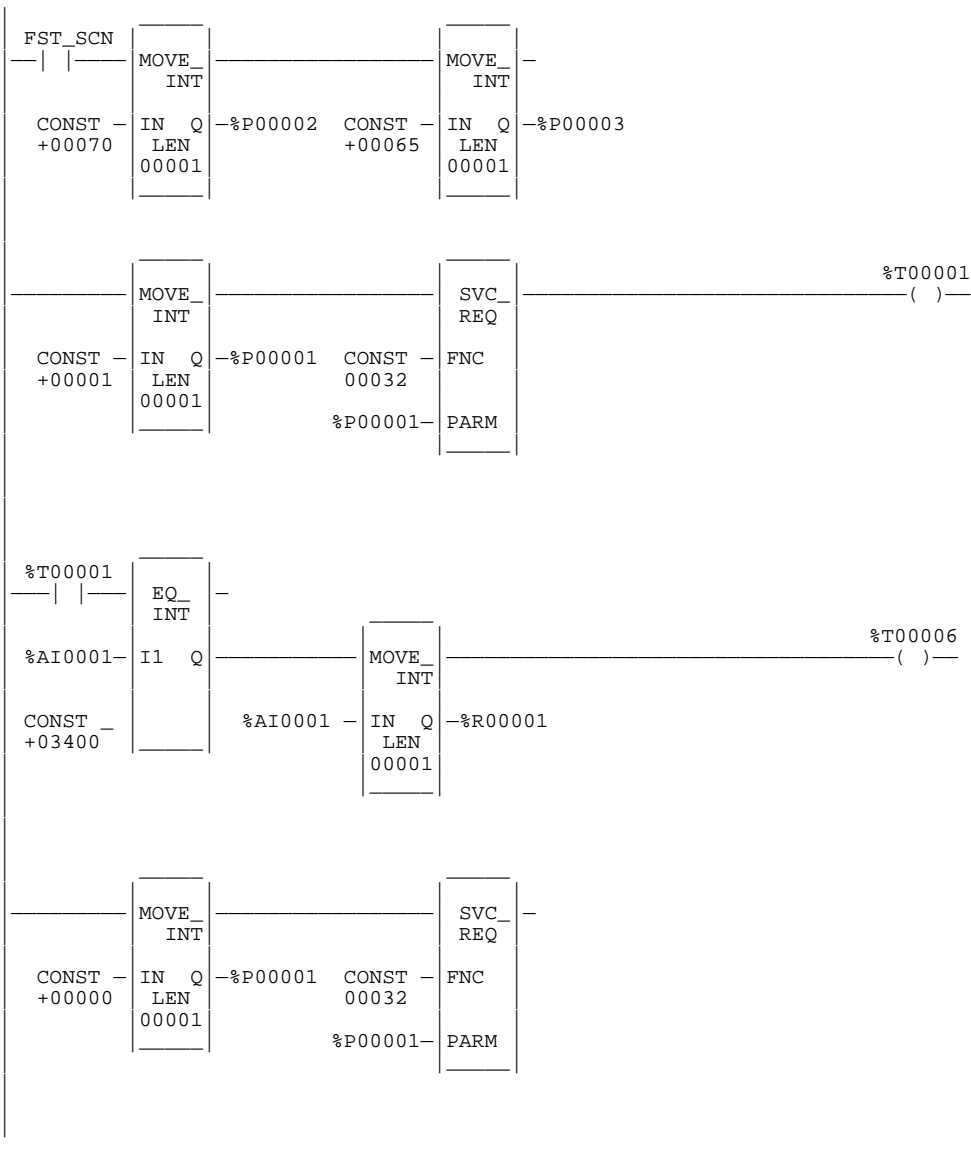 FST_SCN
MOVE_ MOVE_
INT INT
CONST IN Q %P00002 CONST IN Q %P00003
+00070 LEN +00065 LEN
00001 00001
%T00001
MOVE_ SVC_ ( )
INT REQ
CONST IN Q %P00001 CONST FNC
+00001 LEN 00032
00001
%P00001 PARM
%T00001
EQ_
INT
%T00006
%AI0001 I1 Q MOVE_ ( )
INT
CONST %AI0001 IN Q %R00001
+03400 LEN
00001
MOVE_ SVC_
INT REQ
CONST IN Q %P00001 CONST FNC
+00000 LEN 00032
00001
%P00001 PARM